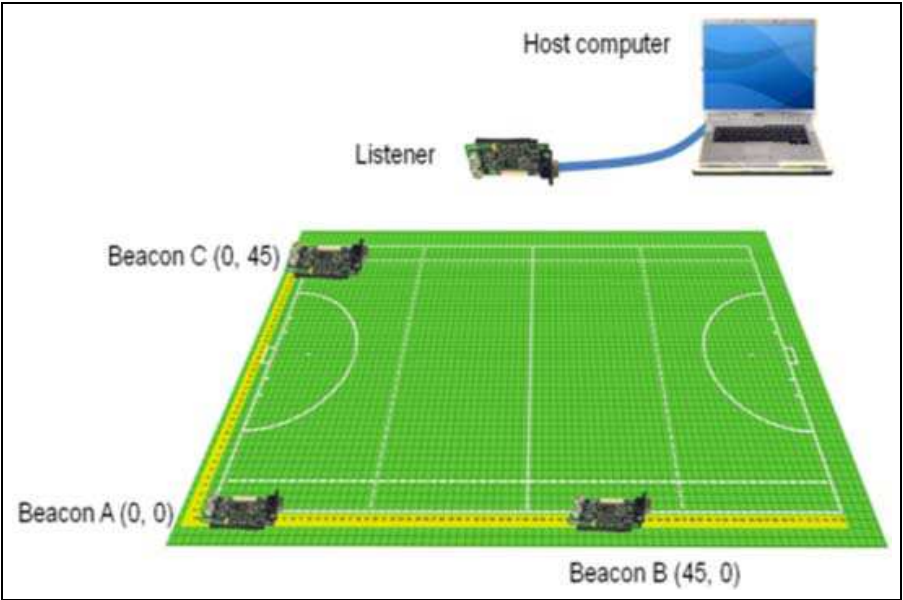 Host computer
Listener
Beacon C (0, 45)
Beacon A (0, 0)
Beacon B (45, 0)